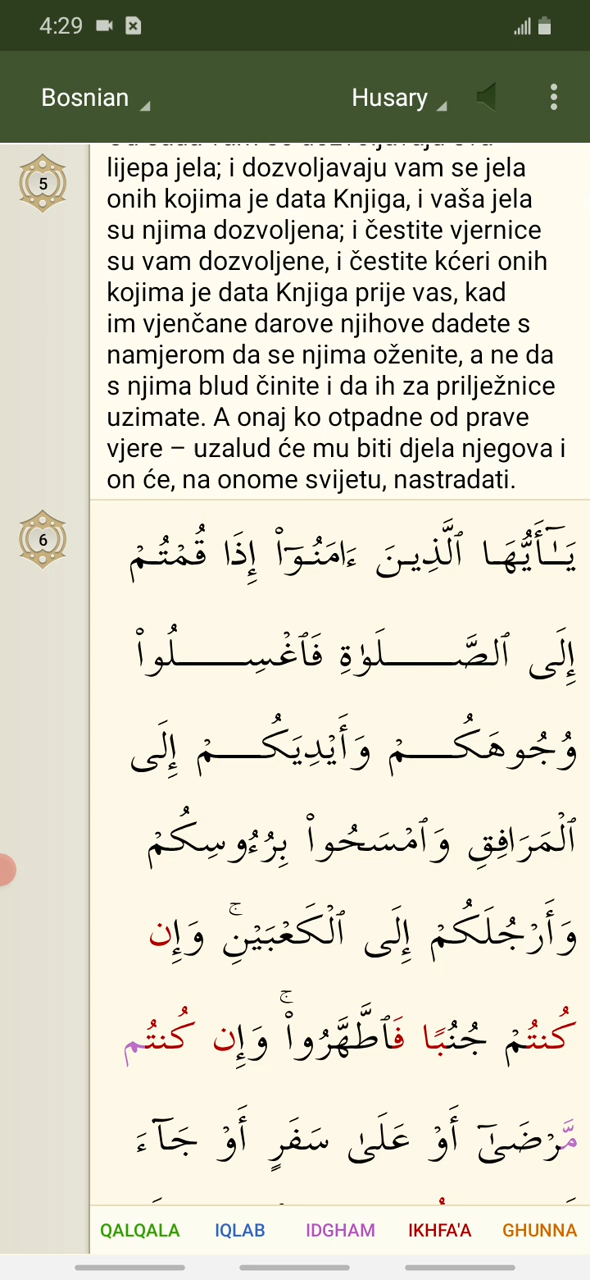 4:29
Bosnian
Husary
5
lijepa jela; i dozvoljavaju vam se jela
onih kojima je data Knjiga, i vaša jela
su njima dozvoljena; i čestite vjernice
su vam dozvoljene, i čestite kćeri onih
kojima je data Knjiga prije vas, kad
im vjenčane darove njihove dadete s
namjerom da se njima oženite, a ne da
s njima blud činite i da ih za priljеžnice
uzimate. A onaj ko otpadne od prave
vjere – uzalud će mu biti djela njegova i
on će, na onome svijetu, nastradati.
6
يَـٰٓأَيُّهَا ٱلَّذِينَ ءَامَنُوٓا۟ إِذَا قُمْتُمْ
إِلَى ٱلصَّلَوٰةِ فَٱغْسِلُوا۟
وُجُوهَكُمْ وَأَيْدِيَكُمْ إِلَى
ٱلْمَرَافِقِ وَٱمْسَحُوا۟ بِرُءُوسِكُمْ
وَأَرْجُلَكُمْ إِلَى ٱلْكَعْبَيْنِ ۚ وَإِن
كُنتُمْ جُنُبًا فَٱطَّهَّرُوا۟ ۚ وَإِن كُنتُم
مَّرْضَىٰٓ أَوْ عَلَىٰ سَفَرٍ أَوْ جَآءَ
QALQALA IQLAB IDGHAM IKHFA'A GHUNNA